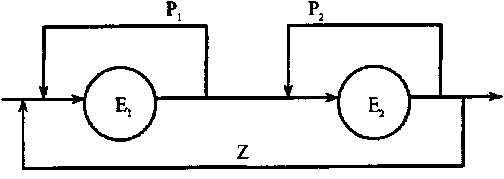 P₁ P₂
E₁ E₂
Z